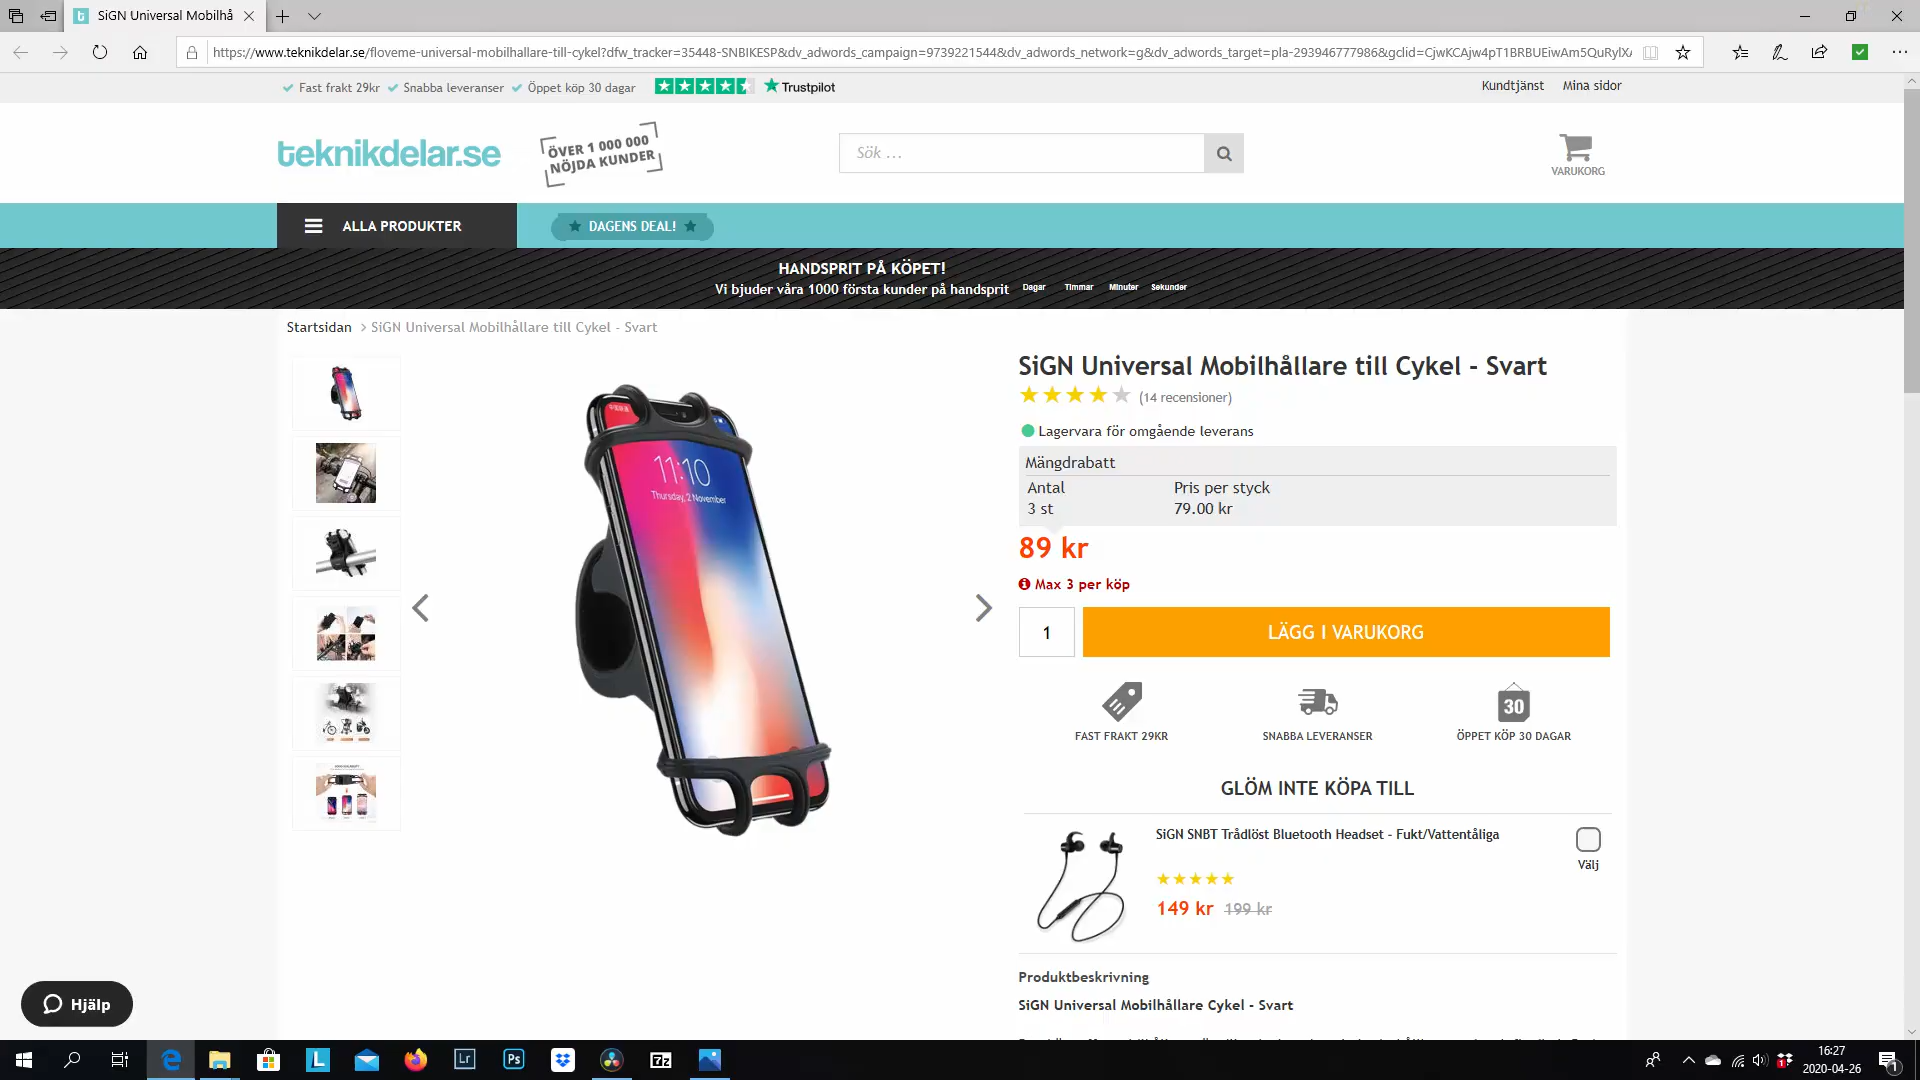 SiGN Universal Mobilhå
https://www.teknikdelar.se/floveme-universal-mobilhallare-till-cykel?dfw_tracker=35448-SNBIKESP&dv_adwords_campaign=9739221544&dv_adwords_network=g&dv_adwords_target=pla-293946777986&gclid=CjwKCAjw4pT1BRBUEiwAm5QuRylX
Fast frakt 29kr Snabba leveranser Öppet köp 30 dagar Trustpilot
Kundtjänst Mina sidor
teknikdelar.se
ÖVER 1 000 000
NÖJDA KUNDER
Sök ...
VARUKORG
ALLA PRODUKTER
DAGENS DEAL!
HANDSPRIT PÅ KÖPET!
Vi bjuder våra 1000 första kunder på handsprit
Dagar Timmar Minuter Sekunder
Startsidan > SiGN Universal Mobilhållare till Cykel - Svart
11:10
Thursday, 2 November
SiGN Universal Mobilhållare till Cykel - Svart
(14 recensioner)
Lagervara för omgående leverans
Mängdrabatt
Antal Pris per styck
3 st 79.00 kr
89 kr
Max 3 per köp
1 LÄGG I VARUKORG
30
FAST FRAKT 29KR SNABBA LEVERANSER ÖPPET KÖP 30 DAGAR
GLÖM INTE KÖPA TILL
SiGN SNBT Trådlöst Bluetooth Headset - Fukt/Vattentåliga
Välj
149 kr 199 kr
Produktbeskrivning
SiGN Universal Mobilhållare Cykel - Svart
Hjälp
L
Lr
Ps
7z
16:27
2020-04-26
1